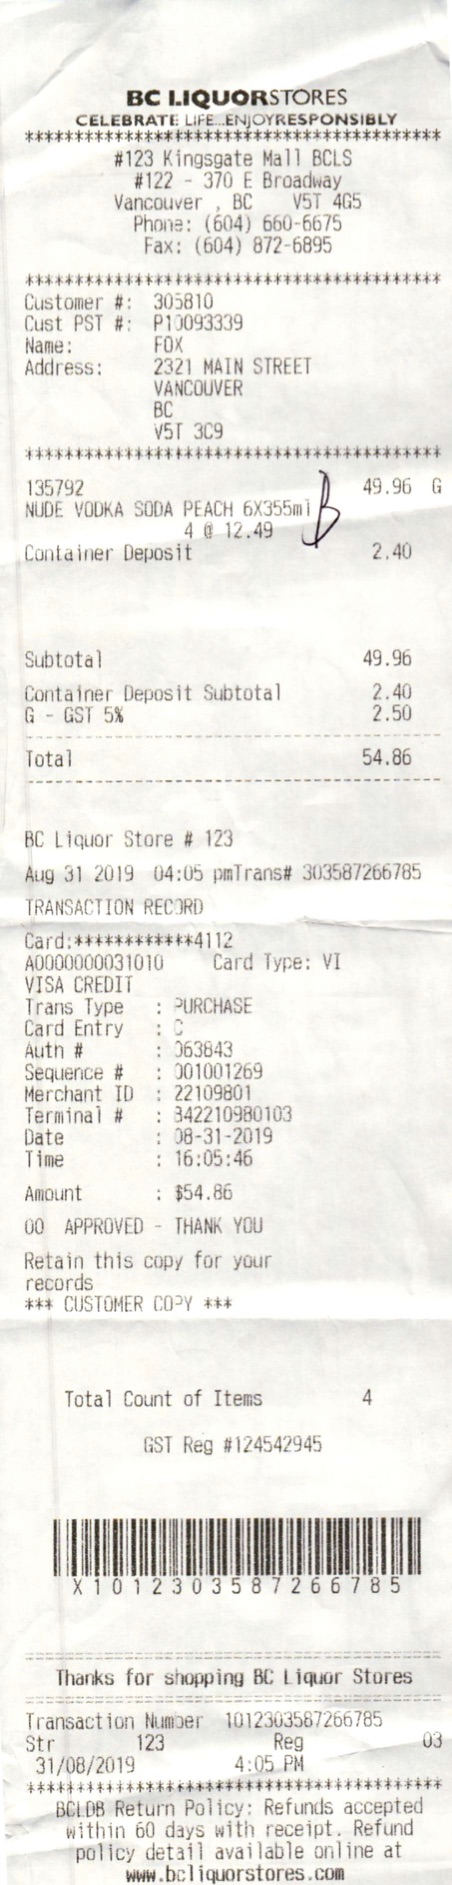 BC LIQUORSTORES
CELEBRATE LIFE...ENJOYRESPONSIBLY
******************************************
#123 Kingsgate Mall BCLS
#122 - 370 E Broadway
Vancouver , BC V5T 4G5
Phone: (604) 660-6675
Fax: (604) 872-6895
******************************************
Customer #: 305810
Cust PST #: P10093339
Name: FOX
Address: 2321 MAIN STREET
VANCOUVER
BC
V5T 3C9
******************************************
135792 49.96 G
NUDE VODKA SODA PEACH 6X355ml
4 @ 12.49
B
Container Deposit 2.40
Subtotal 49.96
Container Deposit Subtotal 2.40
G - GST 5% 2.50
Total 54.86
BC Liquor Store # 123
Aug 31 2019 04:05 pmTrans# 303587266785
TRANSACTION RECORD
Card:************4112
A0000000031010 Card Type: VI
VISA CREDIT
Trans Type : PURCHASE
Card Entry : C
Auth # : 063843
Sequence # : 001001269
Merchant ID : 22109801
Terminal # : 842210980103
Date : 08-31-2019
Time : 16:05:46
Amount : $54.86
00 APPROVED - THANK YOU
Retain this copy for your
records
*** CUSTOMER COPY ***
Total Count of Items 4
GST Reg #124542945
X1012303587266785
Thanks for shopping BC Liquor Stores
Transaction Number 1012303587266785
Str 123 Reg 03
31/08/2019 4:05 PM
******************************************
BCLDB Return Policy: Refunds accepted
within 60 days with receipt. Refund
policy detail available online at
www.bcliquorstores.com